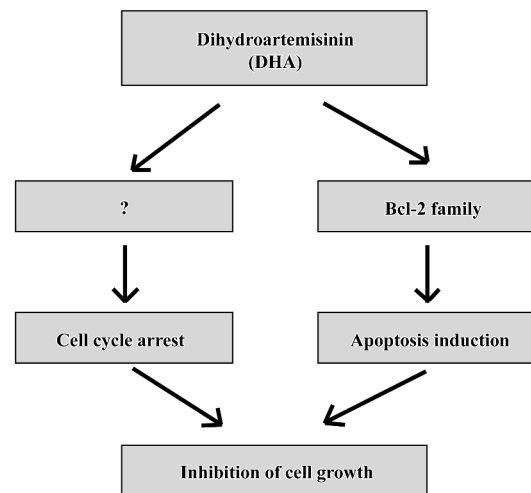 Dihydroartemisinin
(DHA)
?
Bcl-2 family
Cell cycle arrest
Apoptosis induction
Inhibition of cell growth